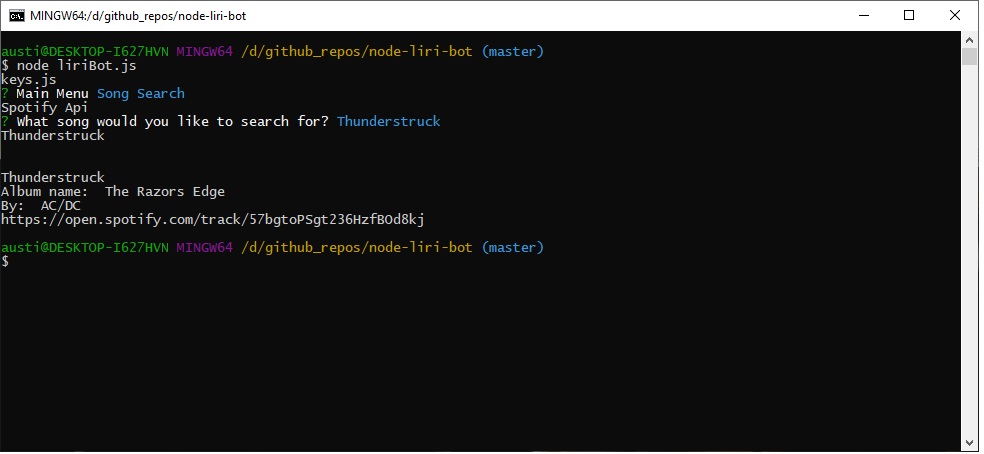 MINGW64:/d/github_repos/node-liri-bot
austi@DESKTOP-I627HVN MINGW64 /d/github_repos/node-liri-bot (master)
$ node liriBot.js
keys.js
? Main Menu Song Search
Spotify Api
? What song would you like to search for? Thunderstruck
Thunderstruck
Thunderstruck
Album name:  The Razors Edge
By:  AC/DC
https://open.spotify.com/track/57bgtoPSgt236HzfBOd8kj
austi@DESKTOP-I627HVN MINGW64 /d/github_repos/node-liri-bot (master)
$